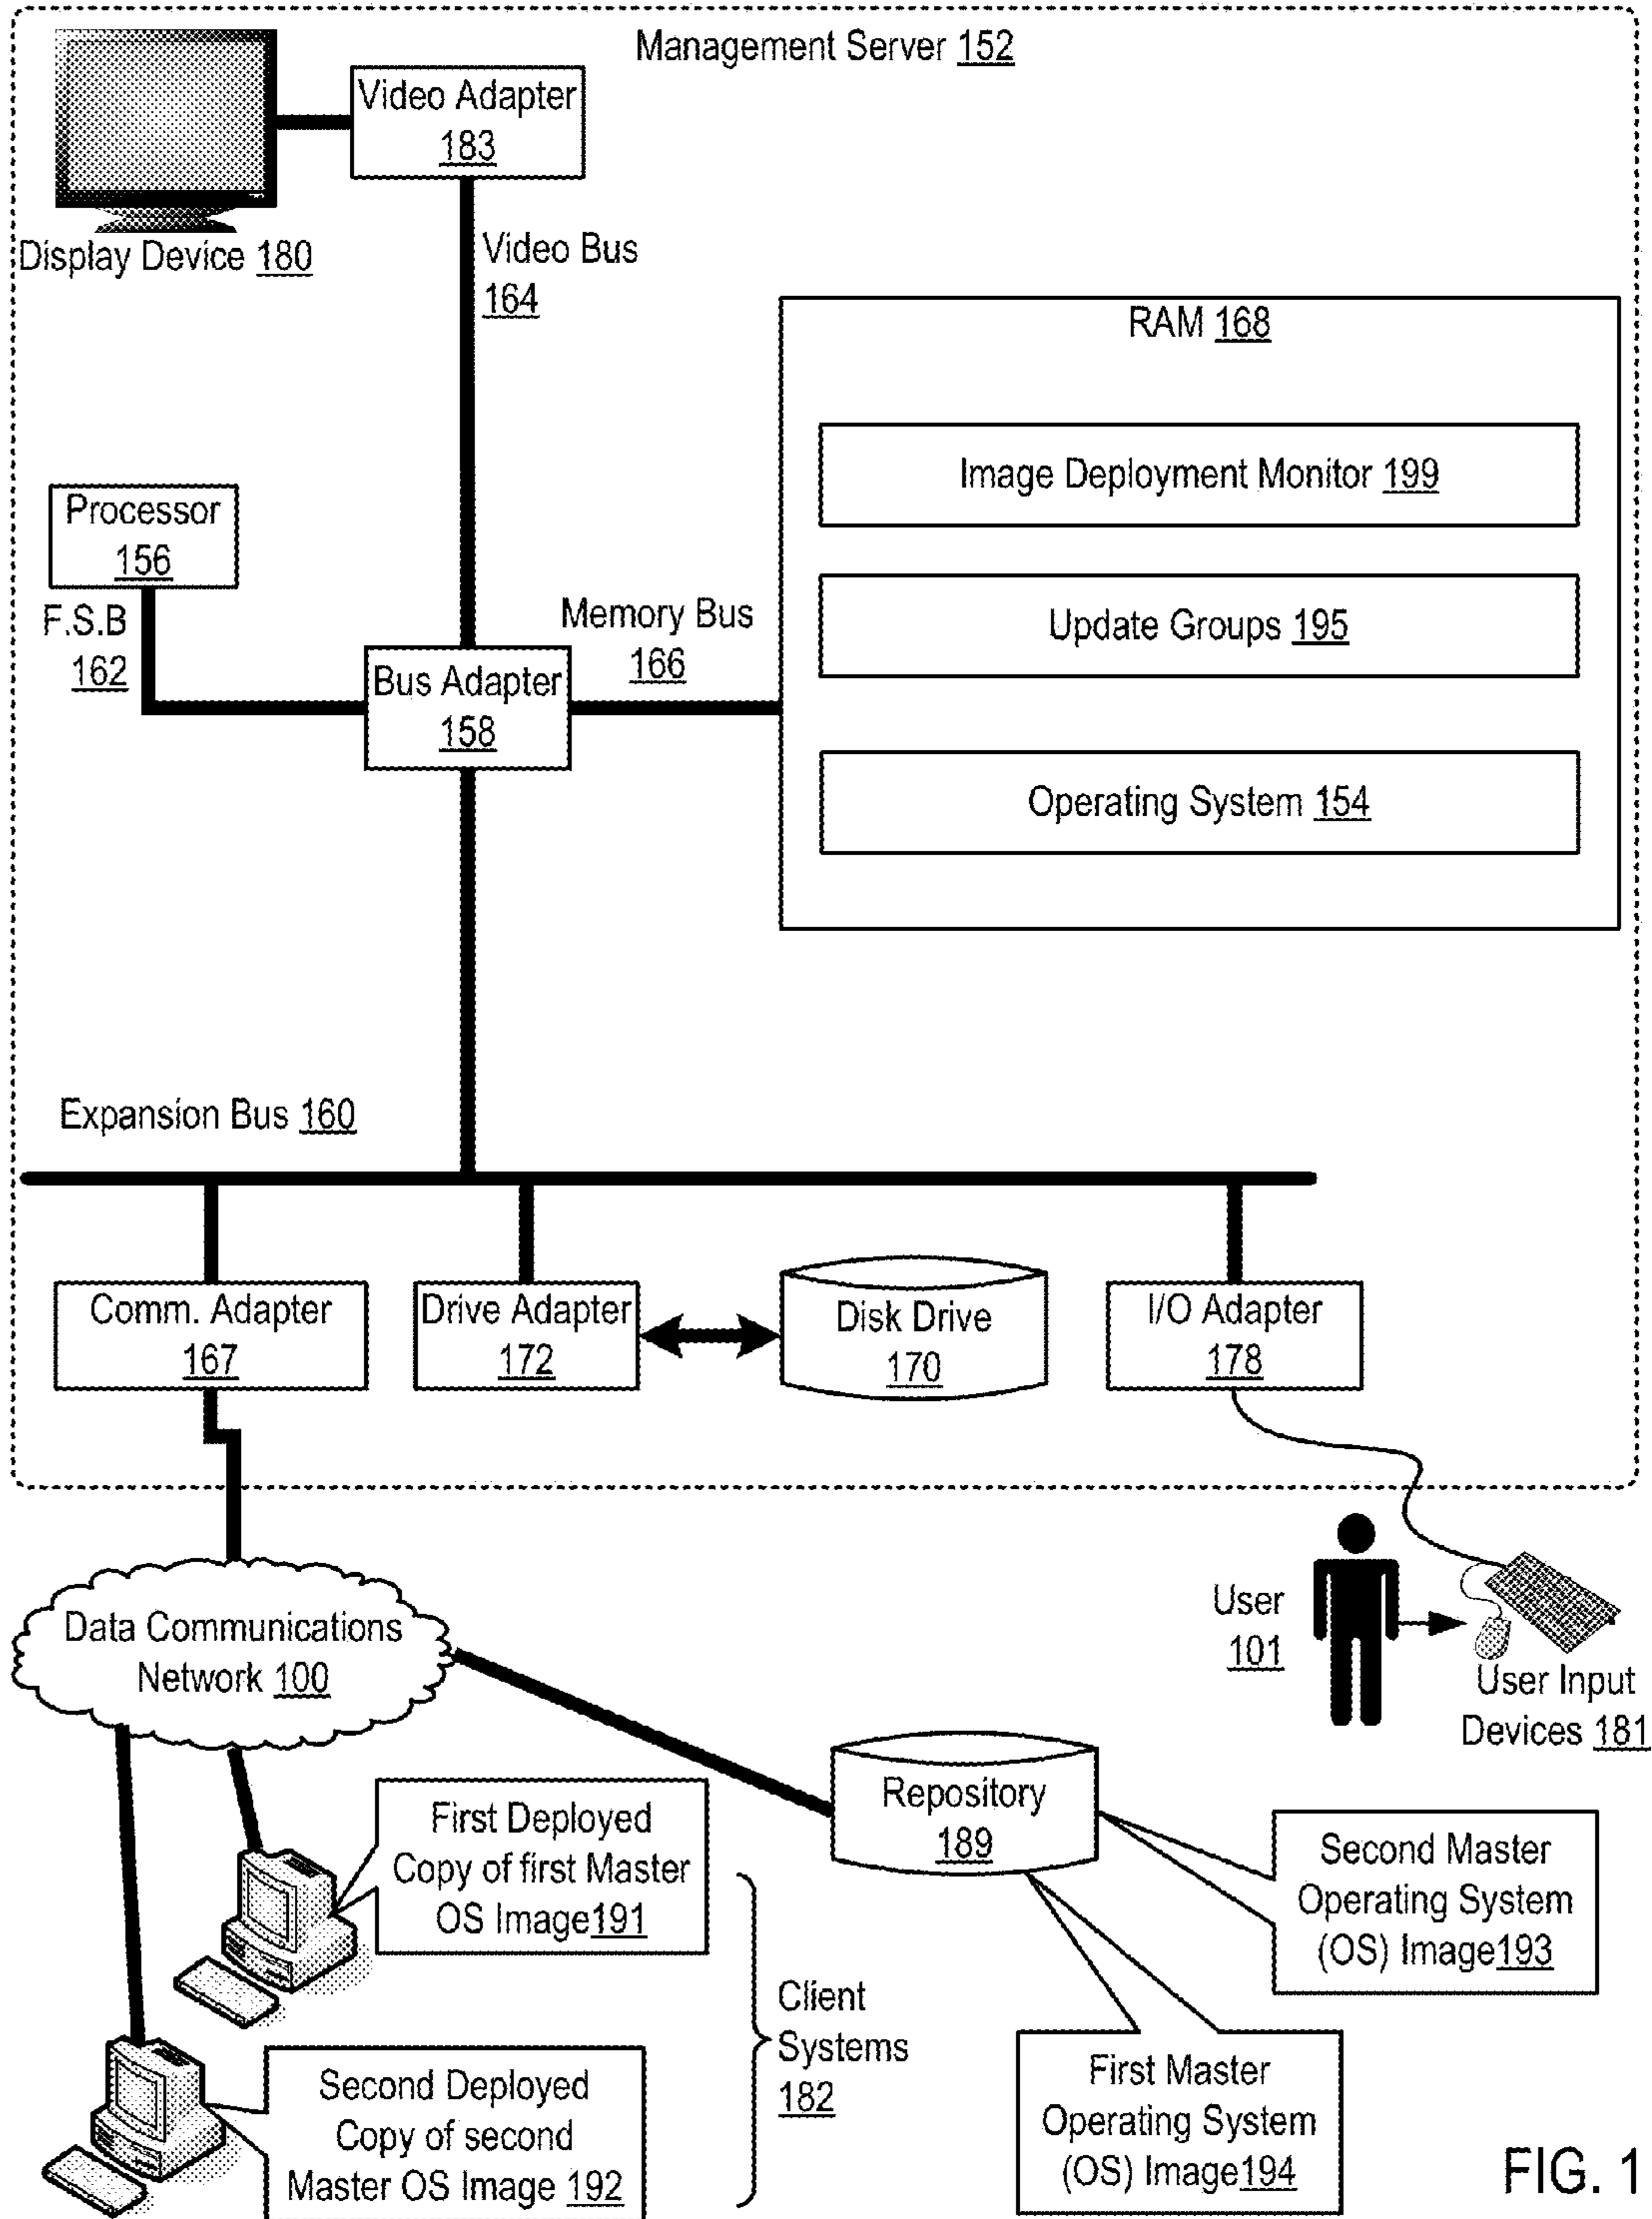 Management Server 152
Video Adapter
183
Display Device 180
Video Bus
164
RAM 168
Image Deployment Monitor 199
Update Groups 195
Operating System 154
Processor
156
F.S.B
162
Memory Bus
166
Bus Adapter
158
Expansion Bus 160
Comm. Adapter
167
Drive Adapter
172
Disk Drive
170
I/O Adapter
178
Data Communications
Network 100
User
101
User Input
Devices 181
Repository
189
First Deployed
Copy of first Master
OS Image191
Second Master
Operating System
(OS) Image193
Client
Systems
182
Second Deployed
Copy of second
Master OS Image 192
First Master
Operating System
(OS) Image194
FIG. 1